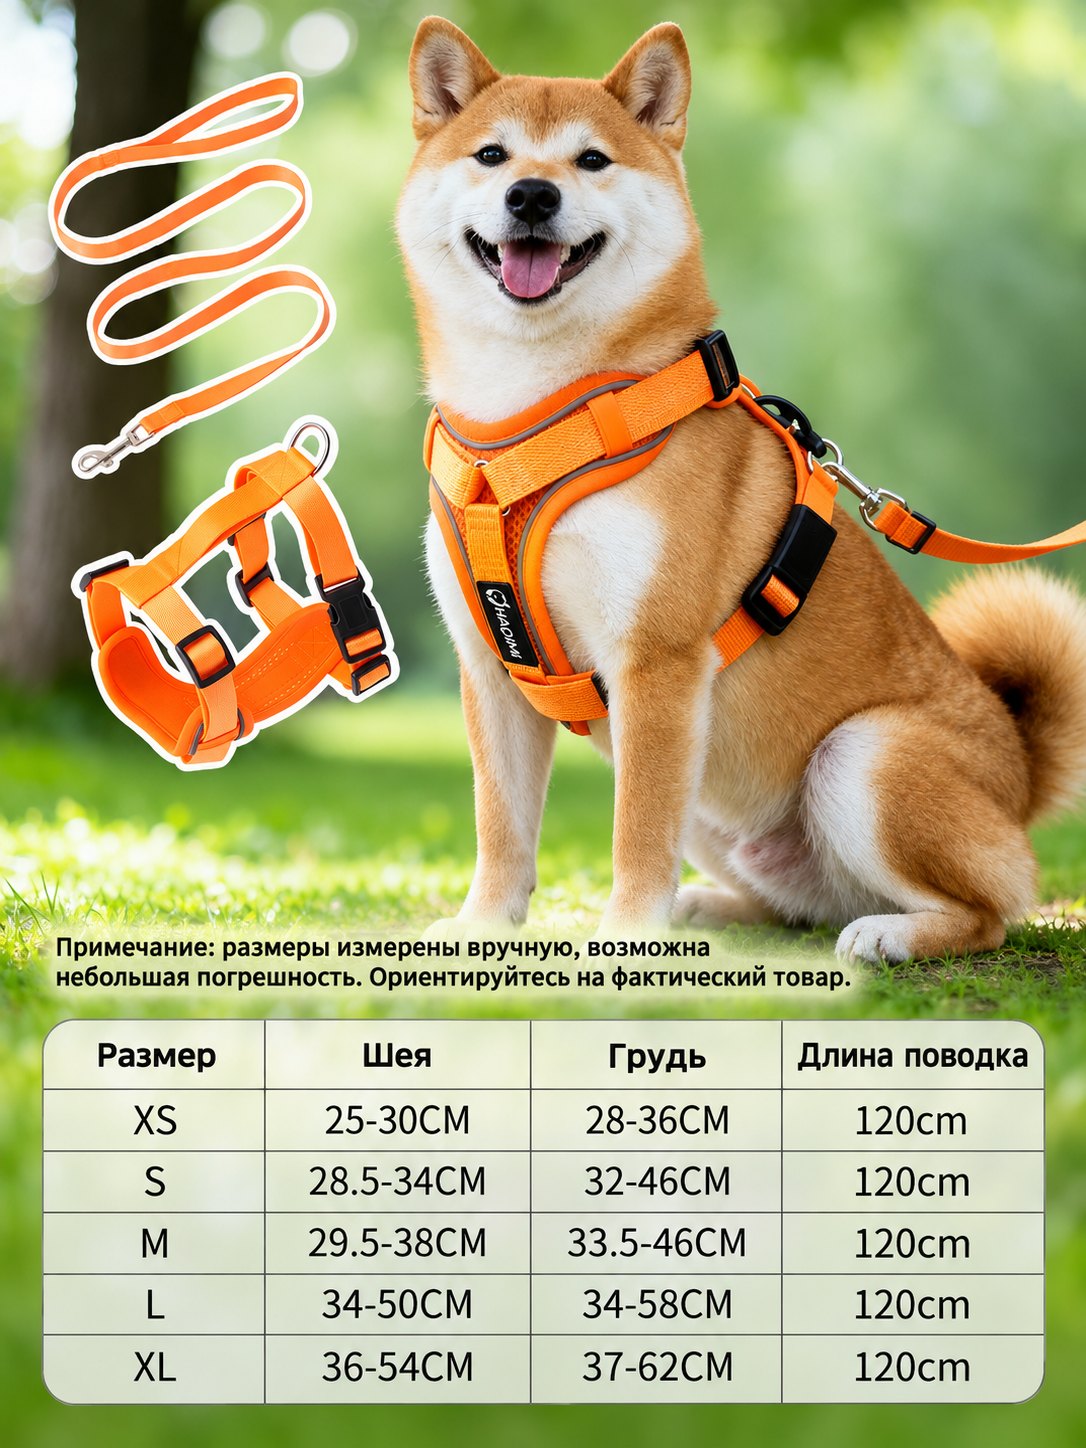 HAOIMI
Примечание: размеры измерены вручную, возможна
небольшая погрешность. Ориентируйтесь на фактический товар.
Размер Шея Грудь Длина поводка
XS 25-30CM 28-36CM 120cm
S 28.5-34CM 32-46CM 120cm
M 29.5-38CM 33.5-46CM 120cm
L 34-50CM 34-58CM 120cm
XL 36-54CM 37-62CM 120cm